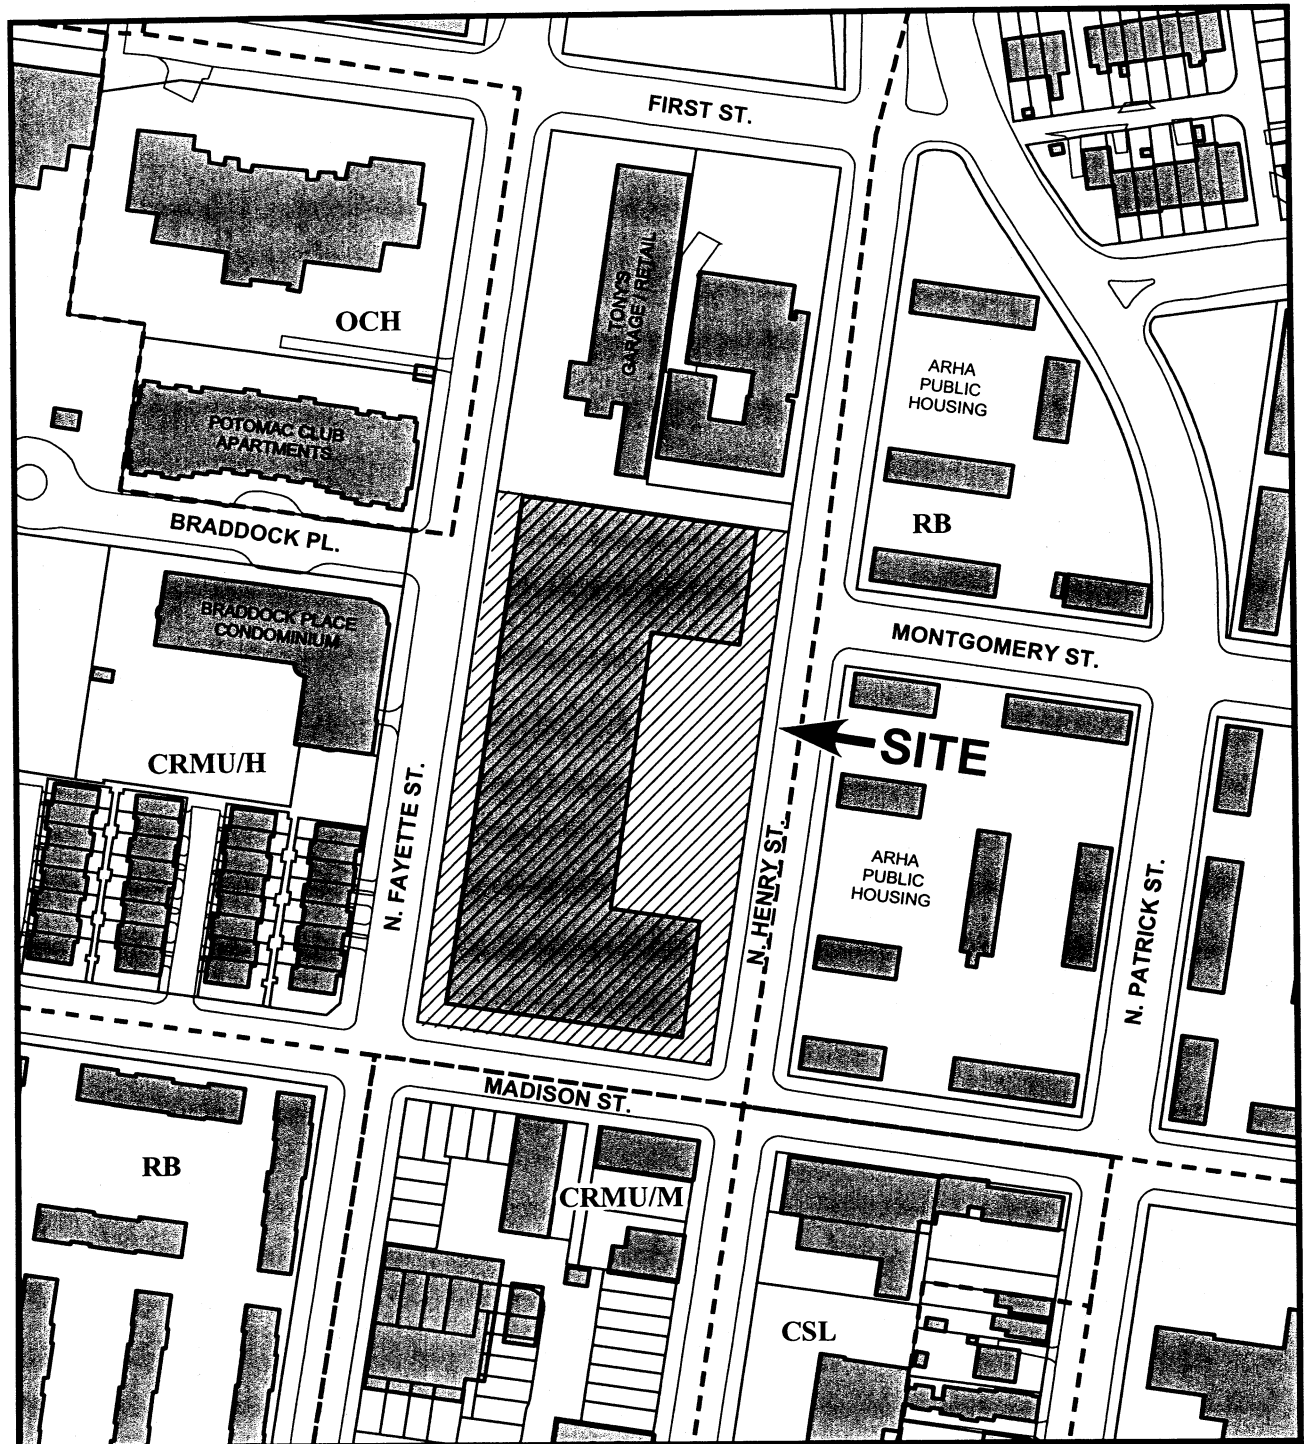 FIRST ST.
TONY'S
GARAGE / RETAIL
OCH
ARHA
PUBLIC
HOUSING
POTOMAC CLUB
APARTMENTS
RB
BRADDOCK PL.
BRADDOCK PLACE
CONDOMINIUM
MONTGOMERY ST.
SITE
CRMU/H
N. FAYETTE ST.
N. HENRY ST.
ARHA
PUBLIC
HOUSING
N. PATRICK ST.
MADISON ST.
RB
CRMU/M
CSL